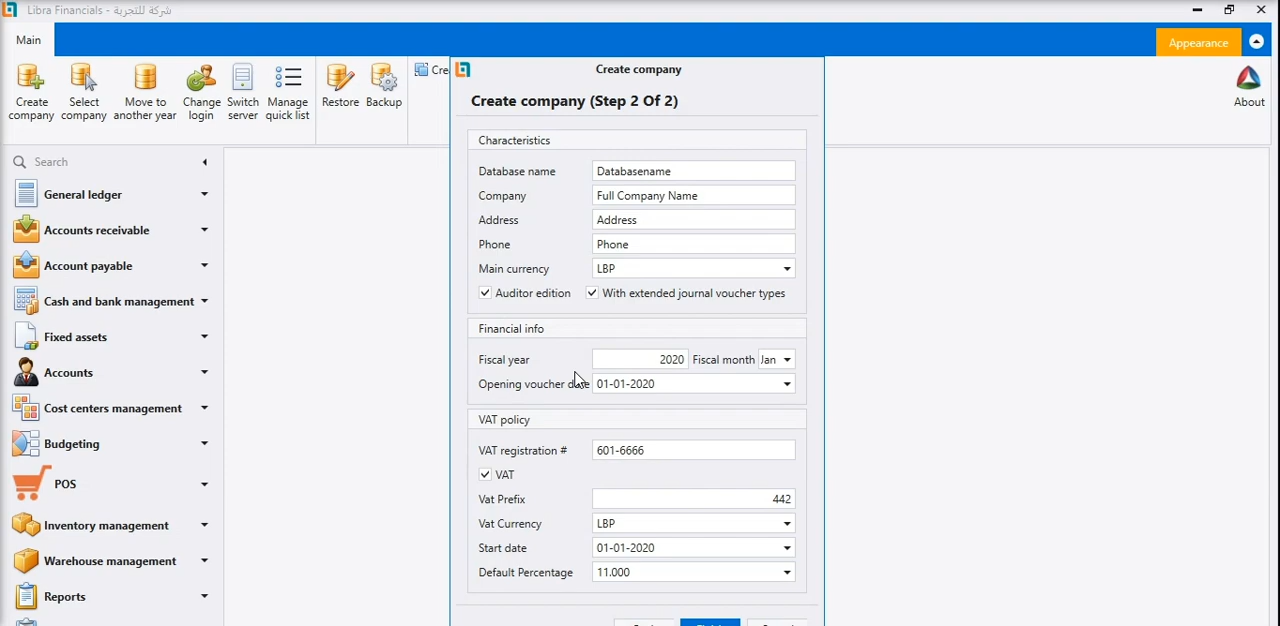 Libra Financials - شركة للتجربة
Main
Appearance
Create company
Select company
Move to another year
Change login
Switch server
Manage quick list
Restore
Backup
Cre
About
Create company
Create company (Step 2 Of 2)
Search
General ledger
Accounts receivable
Account payable
Cash and bank management
Fixed assets
Accounts
Cost centers management
Budgeting
POS
Inventory management
Warehouse management
Reports
Characteristics
Database name Databasename
Company Full Company Name
Address Address
Phone Phone
Main currency LBP
Auditor edition With extended journal voucher types
Financial info
Fiscal year 2020 Fiscal month Jan
Opening voucher date 01-01-2020
VAT policy
VAT registration # 601-6666
VAT
Vat Prefix 442
Vat Currency LBP
Start date 01-01-2020
Default Percentage 11.000